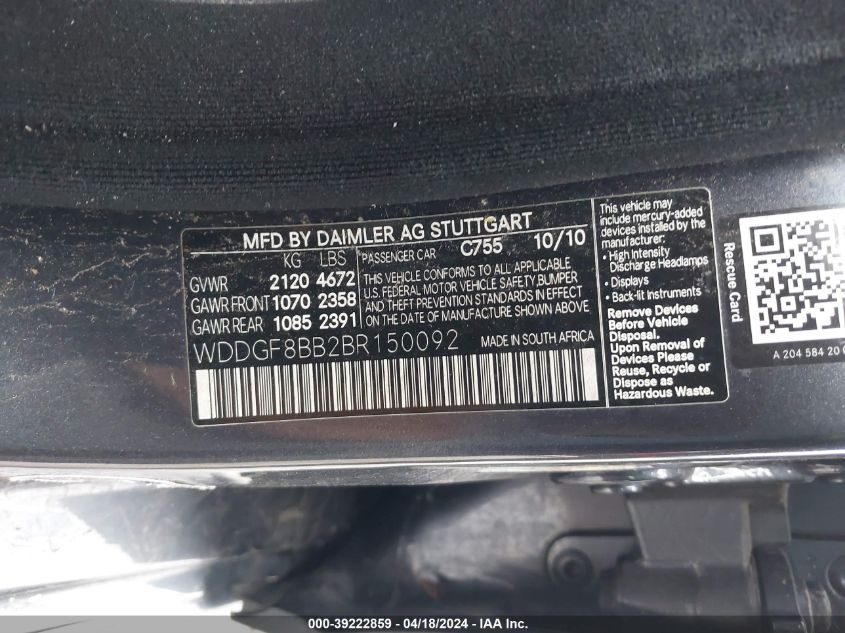 MFD BY DAIMLER AG STUTTGART
KG LBS PASSENGER CAR C755 10/10
GVWR 2120 4672
GAWR FRONT 1070 2358
GAWR REAR 1085 2391
THIS VEHICLE CONFORMS TO ALL APPLICABLE
U.S. FEDERAL MOTOR VEHICLE SAFETY, BUMPER
AND THEFT PREVENTION STANDARDS IN EFFECT
ON THE DATE OF MANUFACTURE SHOWN ABOVE.
WDDGF8BB2BR150092 MADE IN SOUTH AFRICA
This vehicle may
include mercury-added
devices installed by the
manufacturer:
• High Intensity
Discharge Headlamps
• Displays
• Back-lit Instruments
Remove Devices
Before Vehicle
Disposal.
Upon Removal of
Devices Please
Reuse, Recycle or
Dispose as
Hazardous Waste.
Rescue Card
A 204 584 20
000-39222859 - 04/18/2024 - IAA Inc.